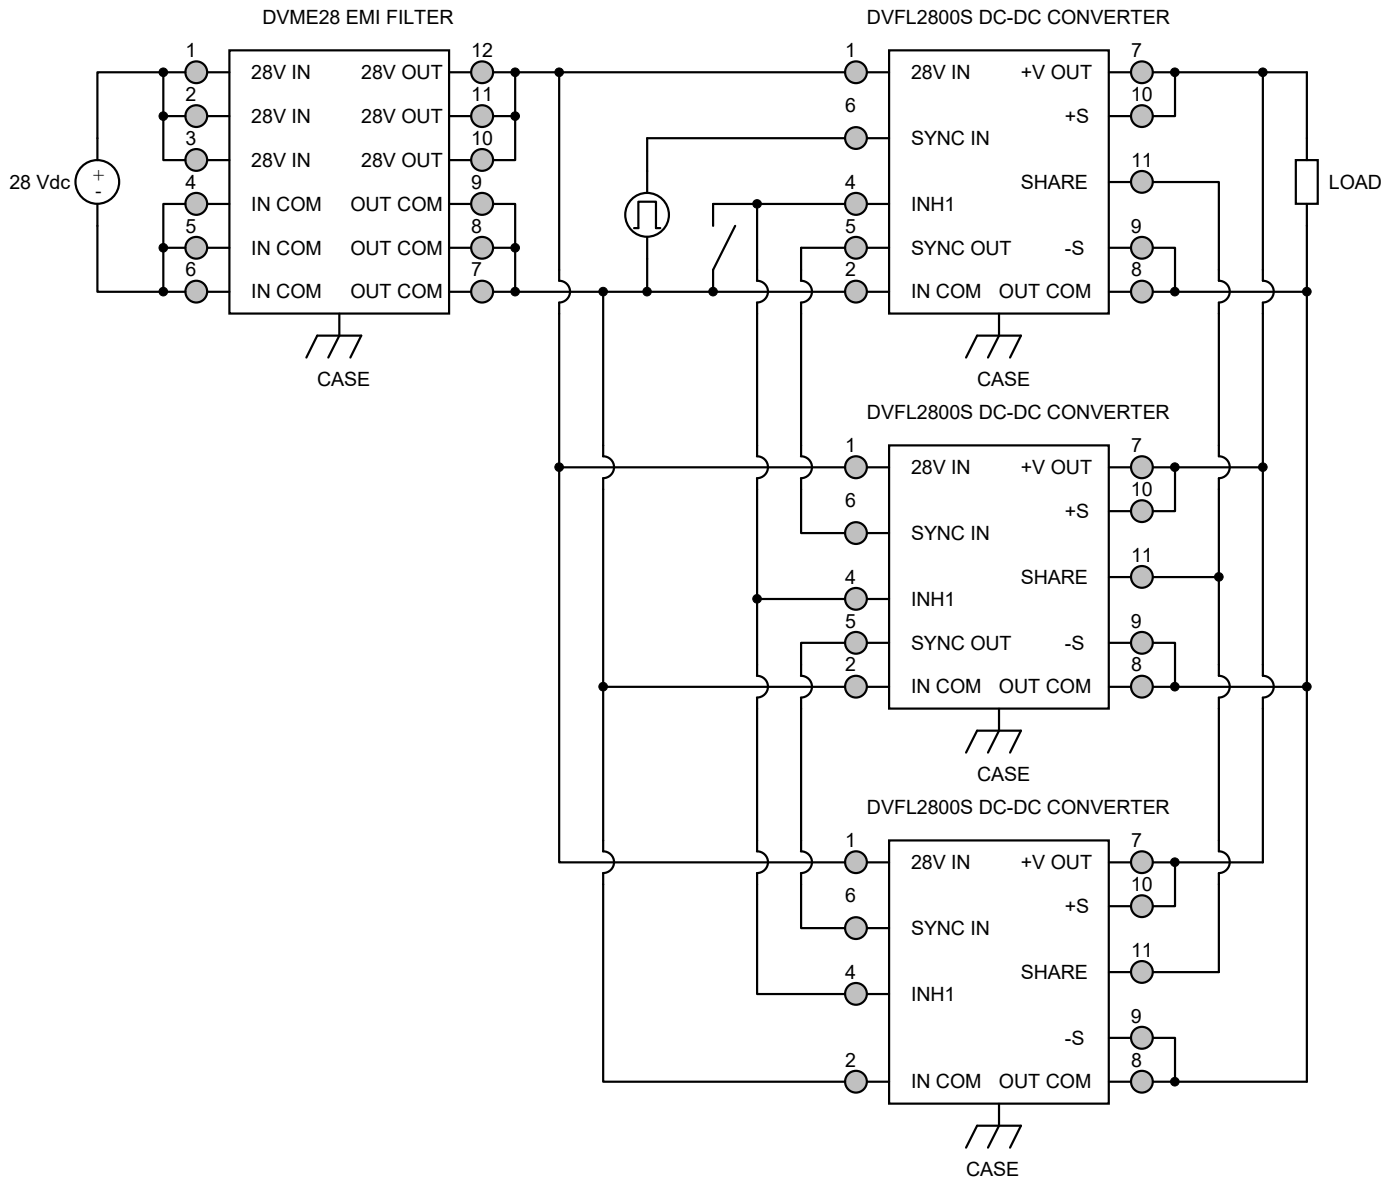 DVME28 EMI FILTER
DVFL2800S DC-DC CONVERTER
1 28V IN 28V OUT 12
2 28V IN 28V OUT 11
3 28V IN 28V OUT 10
4 IN COM OUT COM 9
5 IN COM OUT COM 8
6 IN COM OUT COM 7
28 Vdc
+
-
CASE
1 28V IN +V OUT 7
+S 10
6 SYNC IN
SHARE 11
4 INH1
5 SYNC OUT -S 9
2 IN COM OUT COM 8
LOAD
CASE
DVFL2800S DC-DC CONVERTER
1 28V IN +V OUT 7
+S 10
6 SYNC IN
SHARE 11
4 INH1
5 SYNC OUT -S 9
2 IN COM OUT COM 8
CASE
DVFL2800S DC-DC CONVERTER
1 28V IN +V OUT 7
+S 10
6 SYNC IN
SHARE 11
4 INH1
-S 9
2 IN COM OUT COM 8
CASE